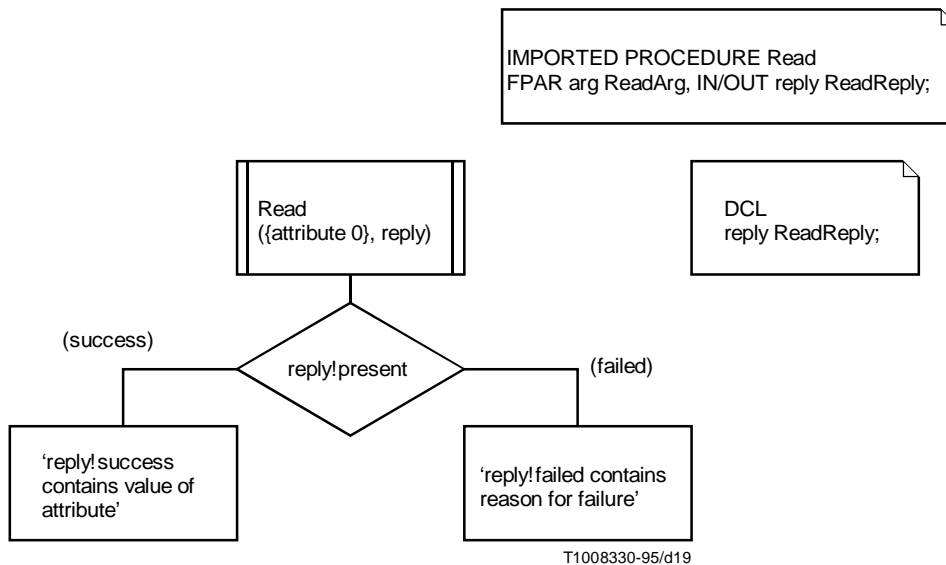 IMPORTED PROCEDURE Read
FPAR arg ReadArg, IN/OUT reply ReadReply;
Read
({attribute 0}, reply)
DCL
reply ReadReply;
(success)
reply!present
(failed)
‘reply!success
contains value of
attribute’
‘reply!failed contains
reason for failure’
T1008330-95/d19